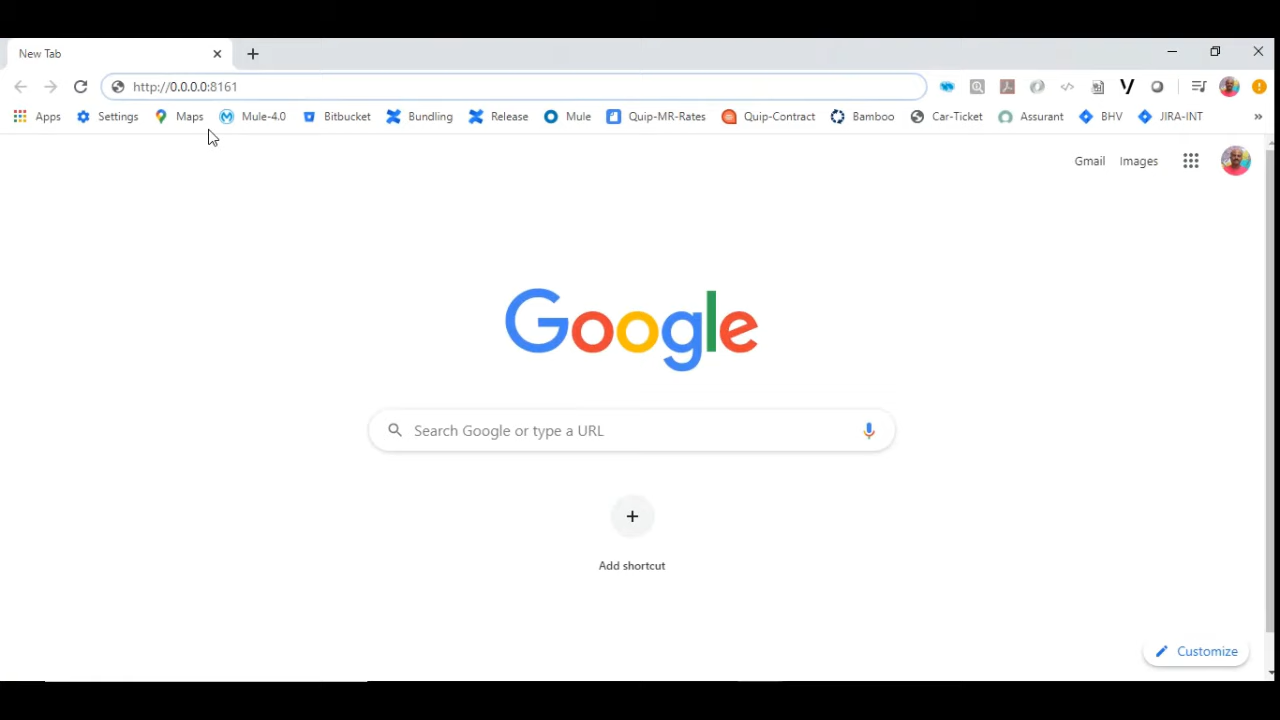 New Tab
http://0.0.0.0:8161
Apps Settings Maps Mule-4.0 Bitbucket Bundling Release Mule Quip-MR-Rates Quip-Contract Bamboo Car-Ticket Assurant BHV JIRA-INT »
Gmail Images
Google
Search Google or type a URL
Add shortcut
Customize